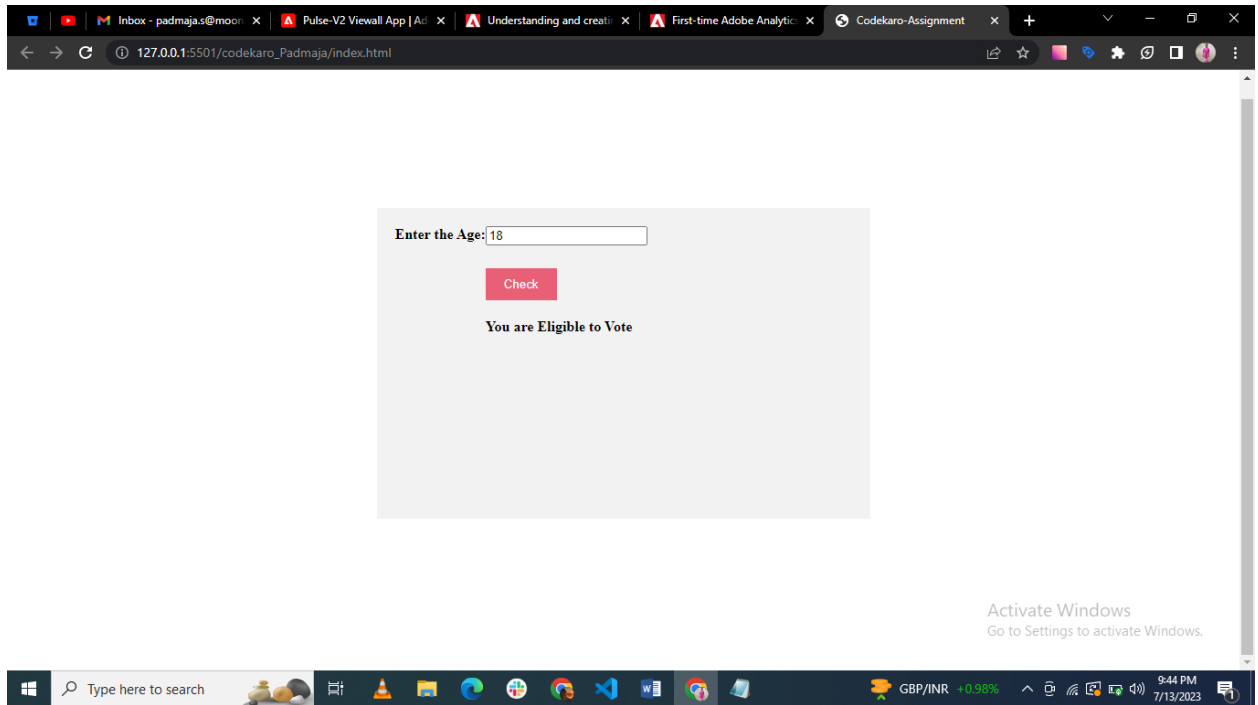 Inbox - padmaja.s@moon
Pulse-V2 Viewall App | Ad
Understanding and creati
First-time Adobe Analytic
Codekaro-Assignment
127.0.0.1:5501/codekaro_Padmaja/index.html
Enter the Age: 18
Check
You are Eligible to Vote
Activate Windows
Go to Settings to activate Windows.
Type here to search
GBP/INR +0.98%
9:44 PM
7/13/2023
1